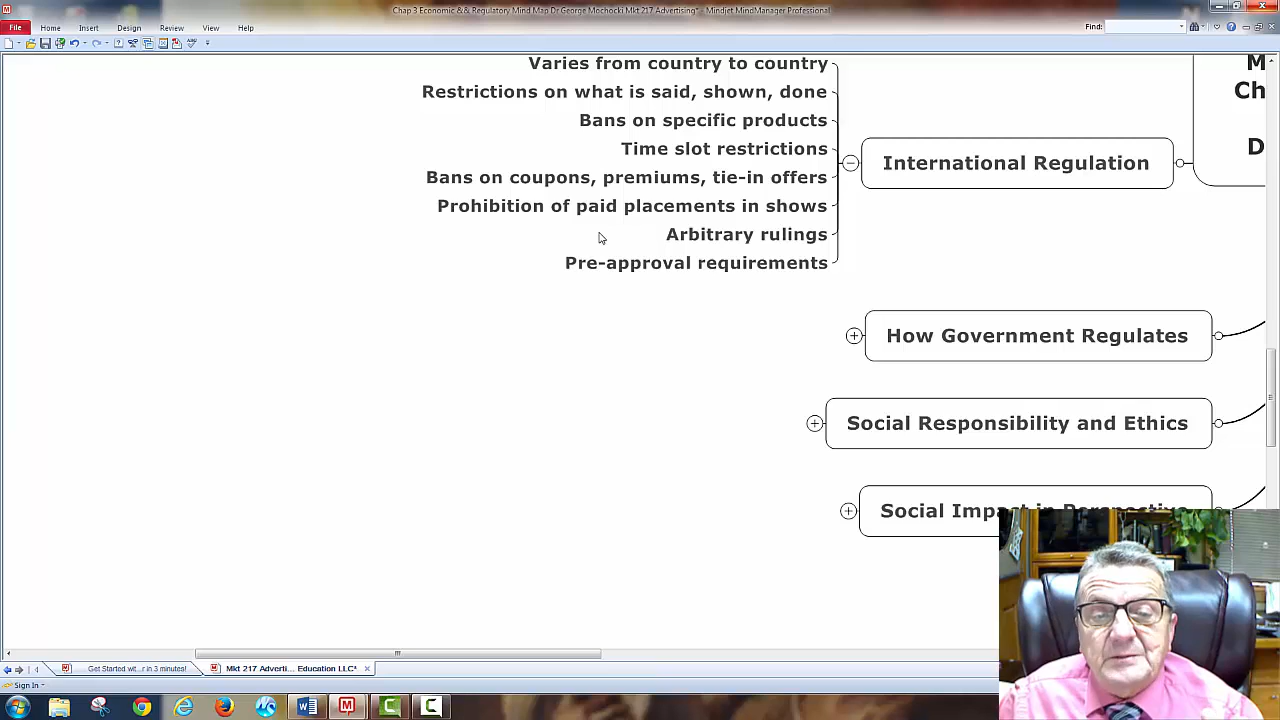 Chap 3 Economic && Regulatory Mind Map Dr George Mochocki Mkt 217 Advertising* - Mindjet MindManager Professional
File Home Insert Design Review View Help
Find:
Varies from country to country
Restrictions on what is said, shown, done
Bans on specific products
Time slot restrictions
Bans on coupons, premiums, tie-in offers
Prohibition of paid placements in shows
Arbitrary rulings
Pre-approval requirements
International Regulation
M
Ch
D
How Government Regulates
Social Responsibility and Ethics
Social Impact in Perspective
Get Started wit...r in 3 minutes!
Mkt 217 Adverti... Education LLC*
Sign In